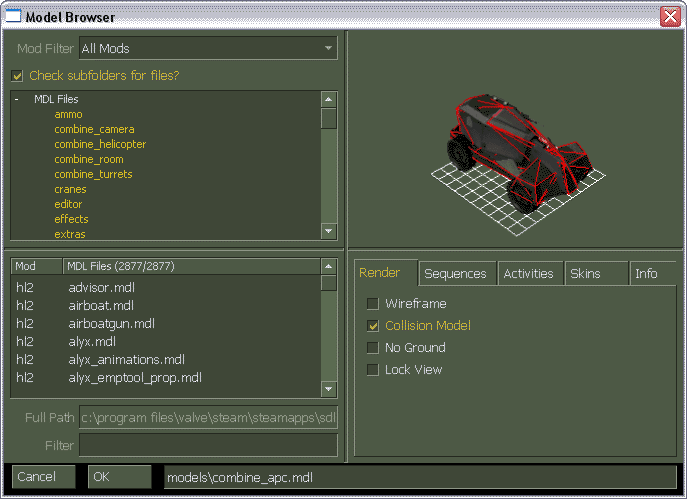 Model Browser
Mod Filter All Mods
Check subfolders for files?
- MDL Files
ammo
combine_camera
combine_helicopter
combine_room
combine_turrets
cranes
editor
effects
extras
Mod MDL Files (2877/2877)
hl2 advisor.mdl
hl2 airboat.mdl
hl2 airboatgun.mdl
hl2 alyx.mdl
hl2 alyx_animations.mdl
hl2 alyx_emptool_prop.mdl
Full Path c:\program files\valve\steam\steamapps\sdl
Filter
Render Sequences Activities Skins Info
Wireframe
Collision Model
No Ground
Lock View
Cancel OK models\combine_apc.mdl